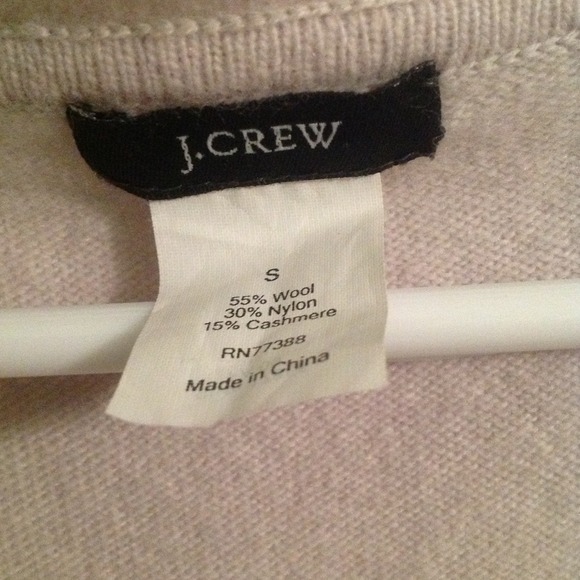 J.CREW
S
55% Wool
30% Nylon
15% Cashmere
RN77388
Made in China